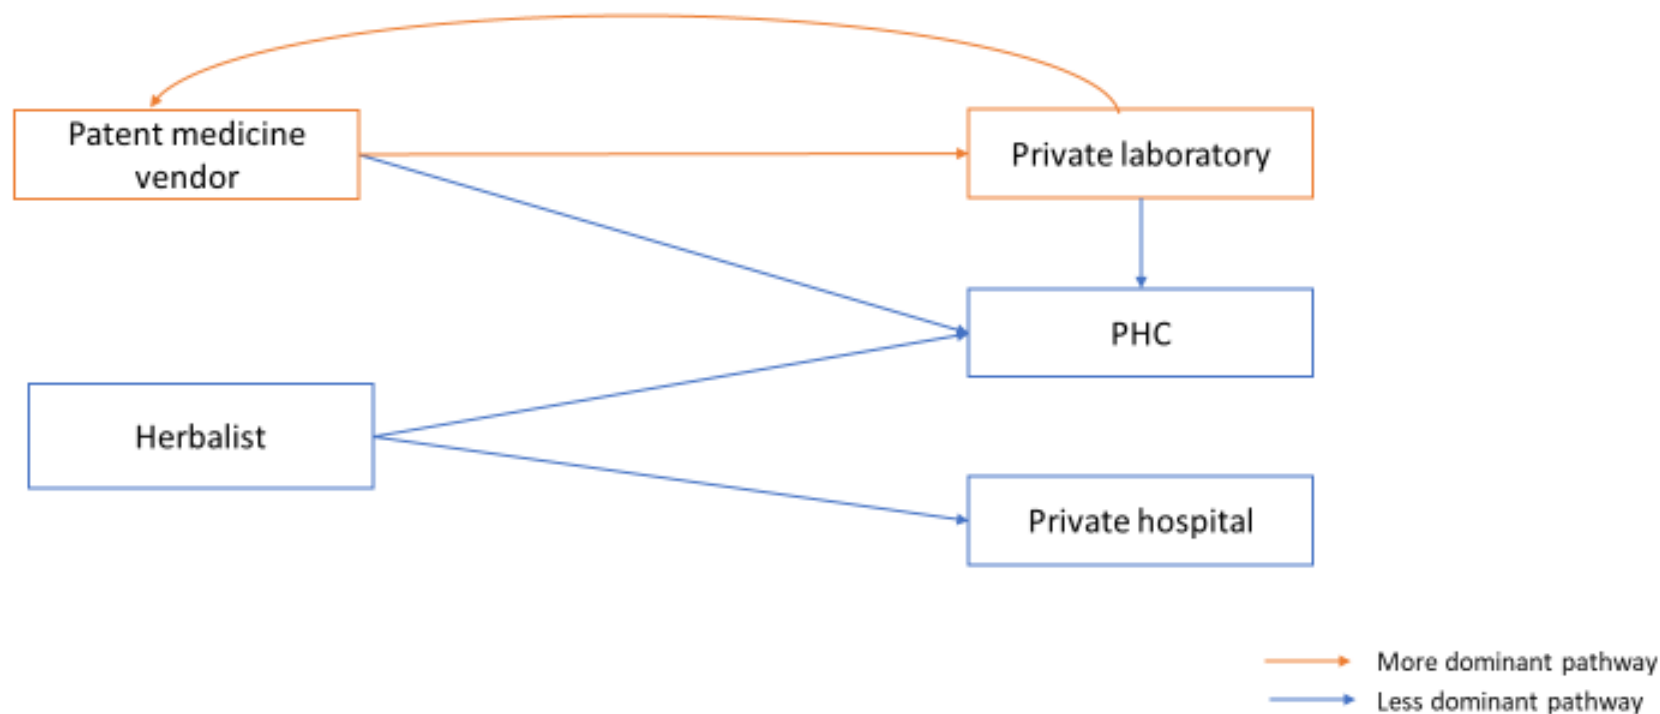 Patent medicine
vendor
Private laboratory
PHC
Herbalist
Private hospital
More dominant pathway
Less dominant pathway